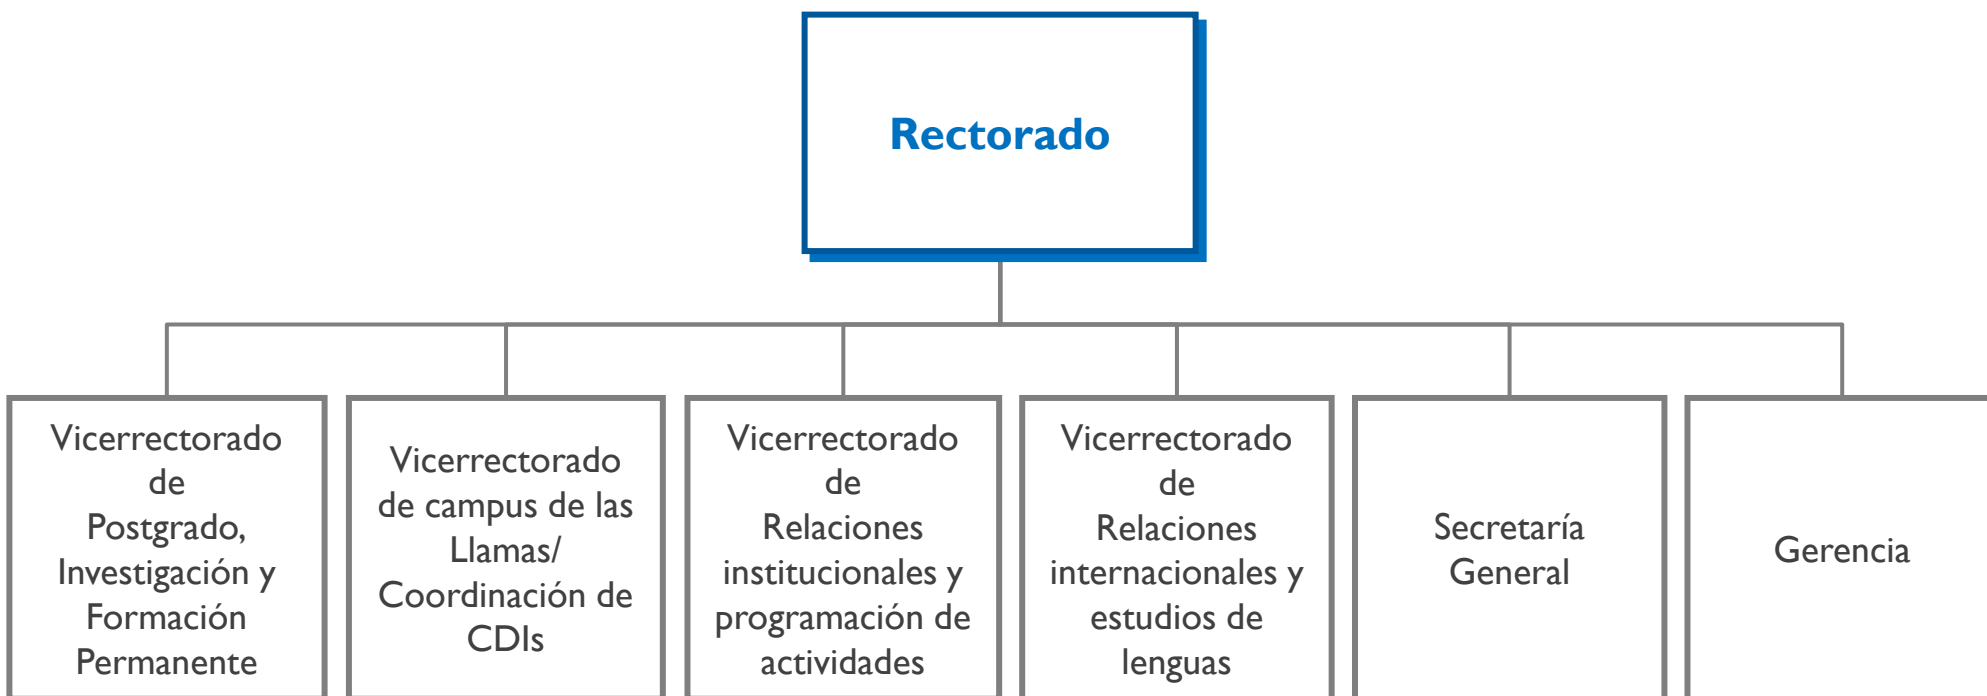 Rectorado
Vicerrectorado
de
Postgrado,
Investigación y
Formación
Permanente
Vicerrectorado
de campus de las
Llamas/
Coordinación de
CDIs
Vicerrectorado
de
Relaciones
institucionales y
programación de
actividades
Vicerrectorado
de
Relaciones
internacionales y
estudios de
lenguas
Secretaría
General
Gerencia